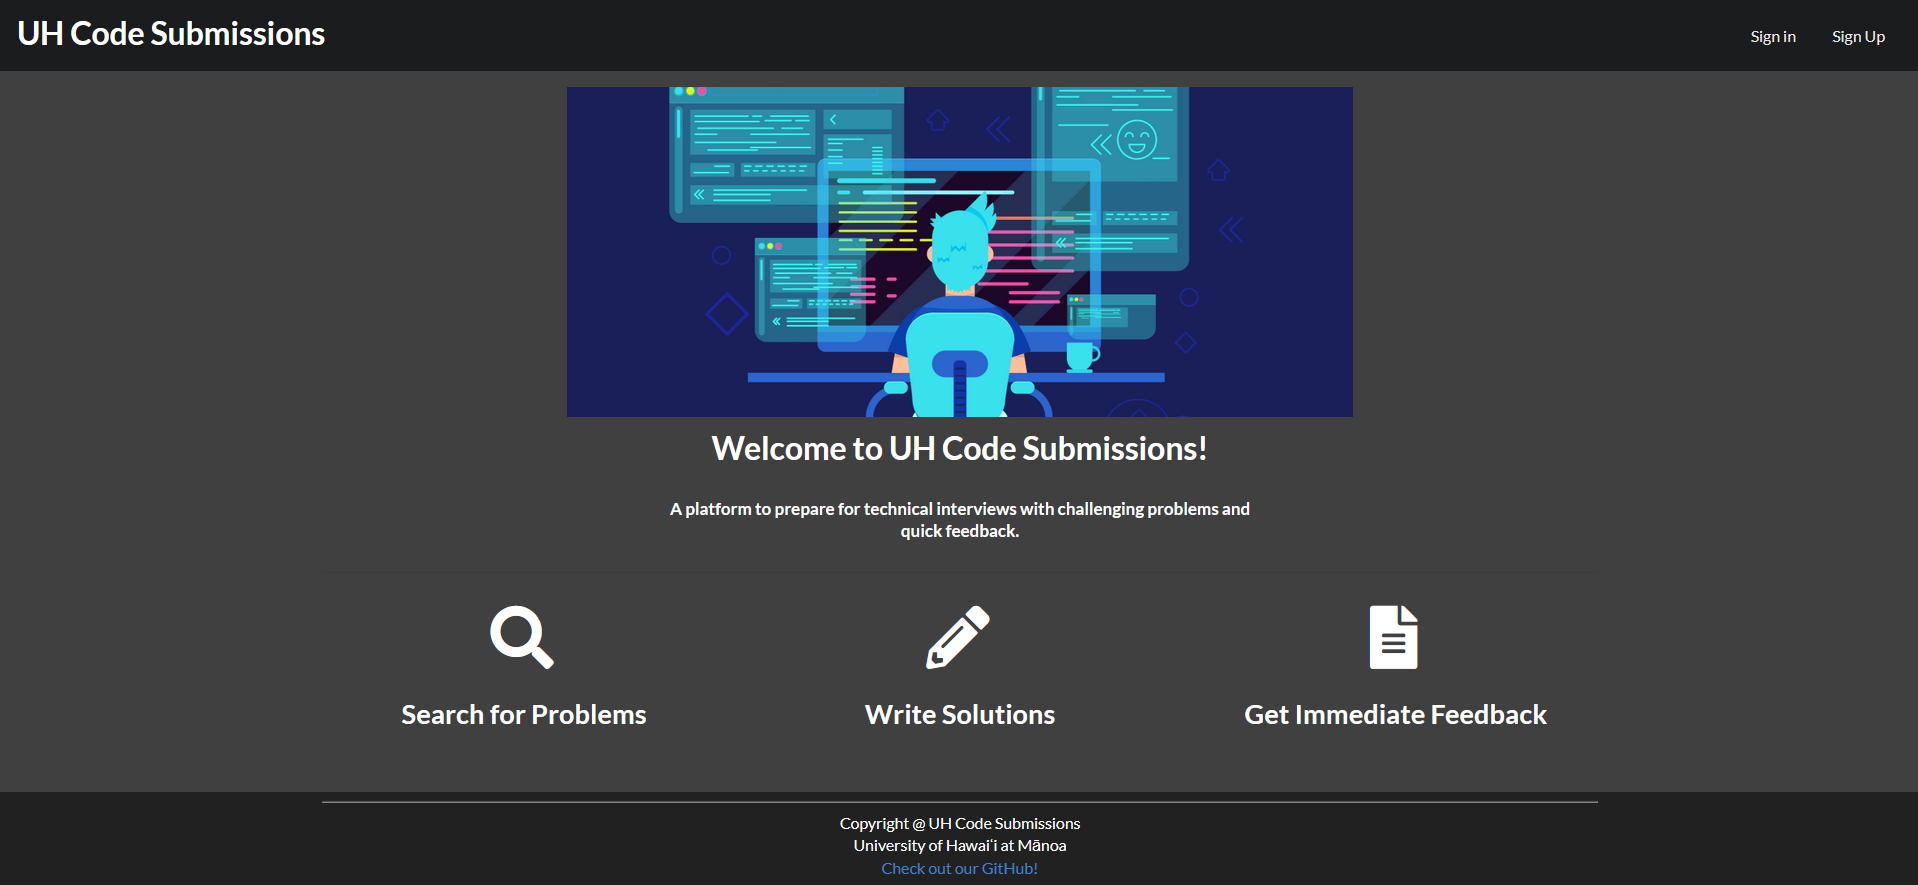 UH Code Submissions
Sign in
Sign Up
Welcome to UH Code Submissions!
A platform to prepare for technical interviews with challenging problems and
quick feedback.
Search for Problems
Write Solutions
Get Immediate Feedback
Copyright @ UH Code Submissions
University of Hawaiʻi at Mānoa
Check out our GitHub!